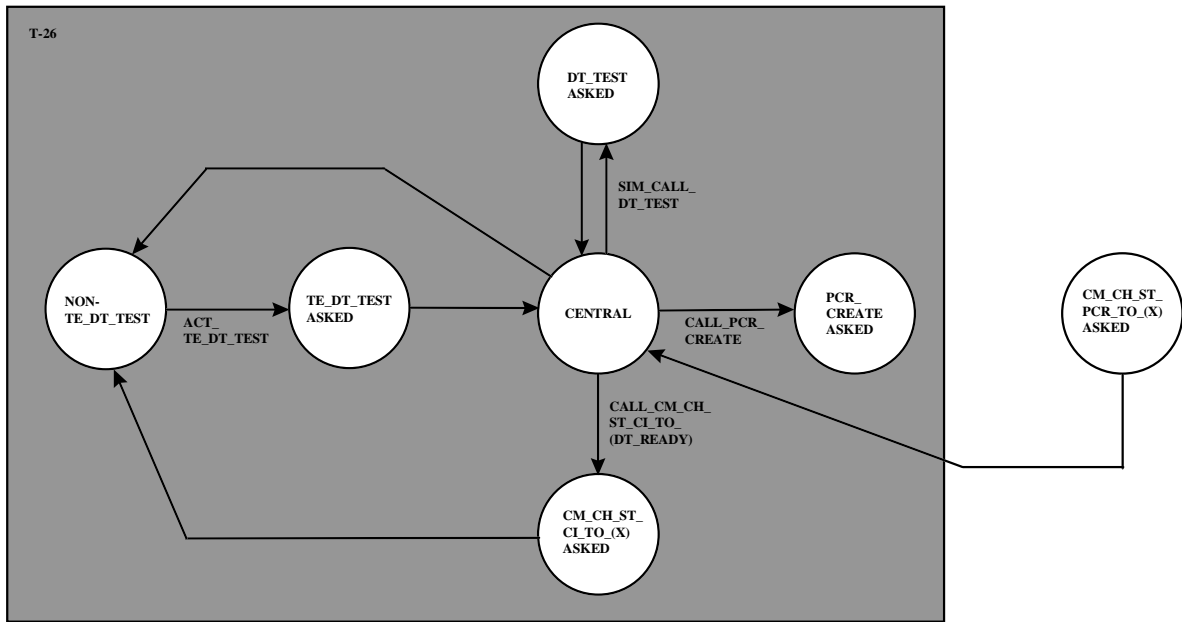 T-26
DT_TEST
ASKED
SIM_CALL_
DT_TEST
NON-
TE_DT_TEST
ACT_
TE_DT_TEST
TE_DT_TEST
ASKED
CENTRAL
CALL_PCR_
CREATE
PCR_
CREATE
ASKED
CM_CH_ST_
PCR_TO_(X)
ASKED
CALL_CM_CH_
ST_CI_TO_
(DT_READY)
CM_CH_ST_
CI_TO_(X)
ASKED